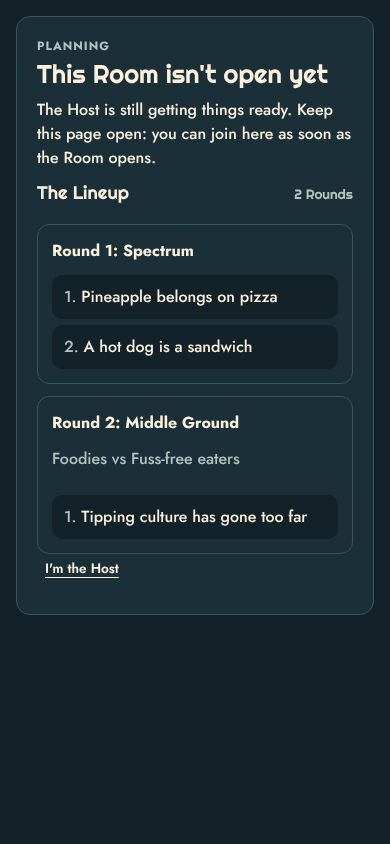 PLANNING
This Room isn't open yet
The Host is still getting things ready. Keep
this page open: you can join here as soon as
the Room opens.
The Lineup
2 Rounds
Round 1: Spectrum
1. Pineapple belongs on pizza
2. A hot dog is a sandwich
Round 2: Middle Ground
Foodies vs Fuss-free eaters
1. Tipping culture has gone too far
I'm the Host